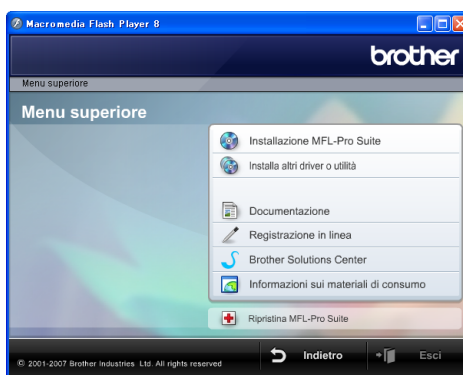 Macromedia Flash Player 8
brother
Menu superiore
Menu superiore
Installazione MFL-Pro Suite
Installa altri driver o utilità
Documentazione
Registrazione in linea
Brother Solutions Center
Informazioni sui materiali di consumo
Ripristina MFL-Pro Suite
© 2001-2007 Brother Industries Ltd. All rights reserved
Indietro
Esci